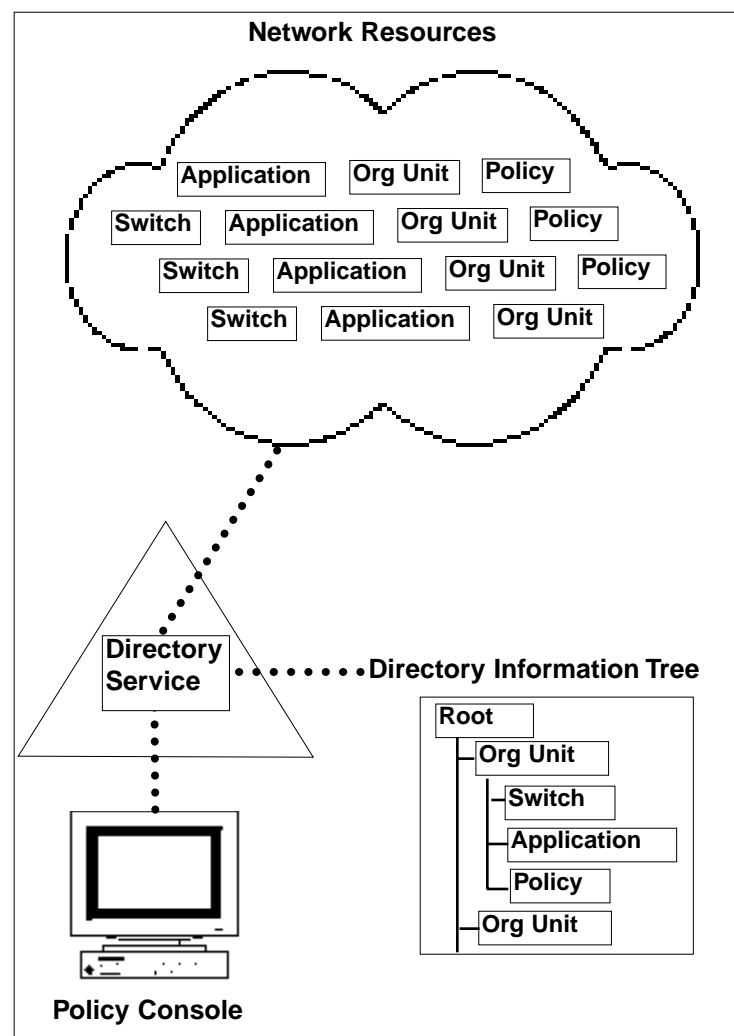 Network Resources
Application Org Unit Policy
Switch Application Org Unit Policy
Switch Application Org Unit Policy
Switch Application Org Unit
Directory
Service
Directory Information Tree
Root
Org Unit
Switch
Application
Policy
Org Unit
Policy Console